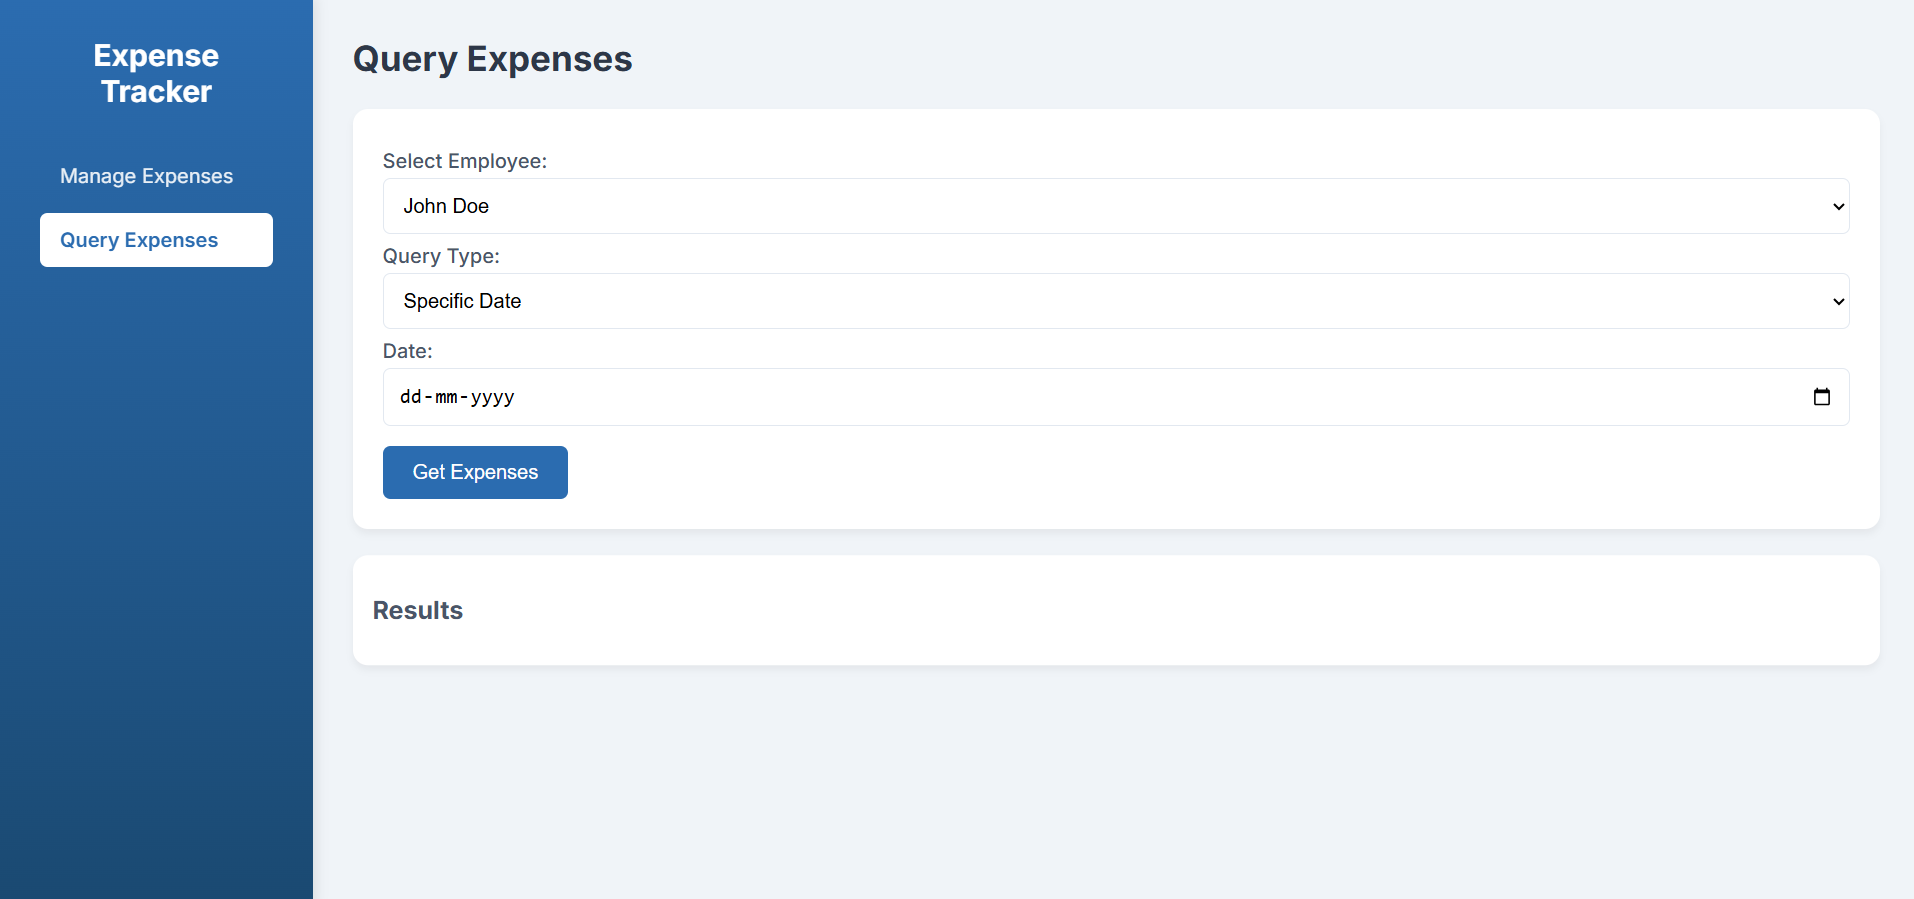 Expense
Tracker
Manage Expenses
Query Expenses
Query Expenses
Select Employee:
John Doe
Query Type:
Specific Date
Date:
dd-mm-yyyy
Get Expenses
Results